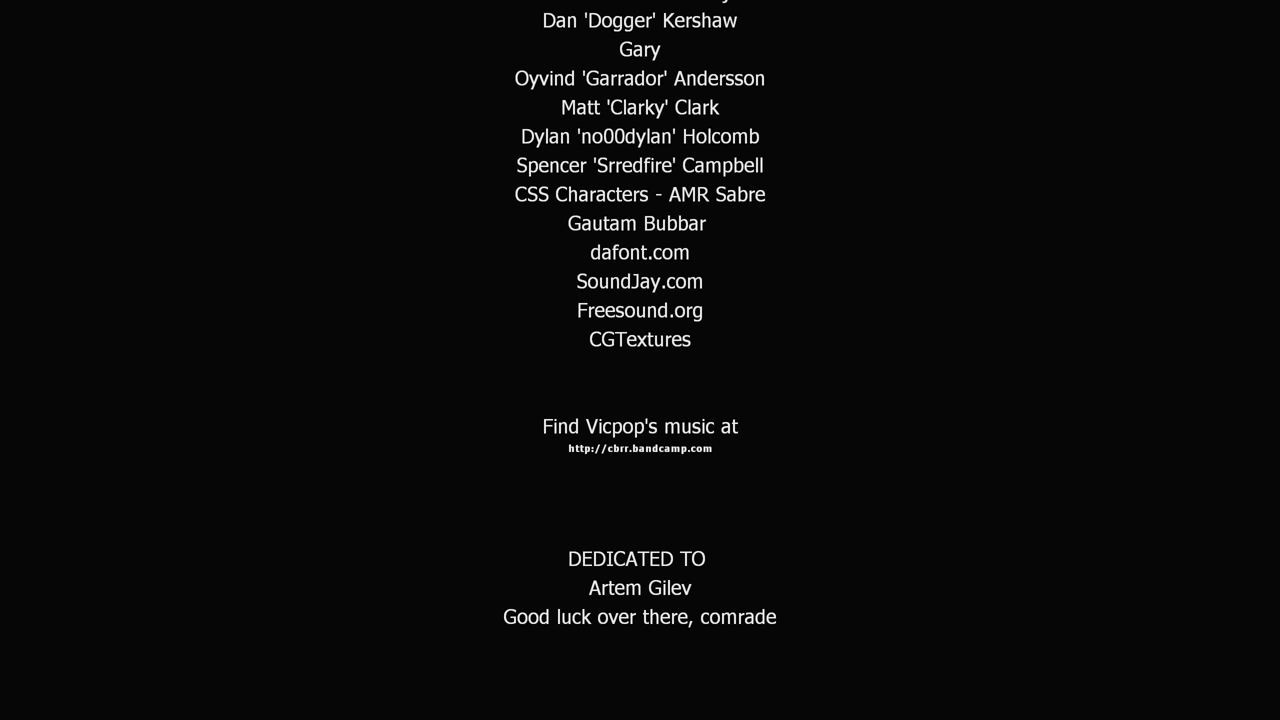 Dan 'Dogger' Kershaw
Gary
Oyvind 'Garrador' Andersson
Matt 'Clarky' Clark
Dylan 'no00dylan' Holcomb
Spencer 'Srredfire' Campbell
CSS Characters - AMR Sabre
Gautam Bubbar
dafont.com
SoundJay.com
Freesound.org
CGTextures
Find Vicpop's music at
http://cbrr.bandcamp.com
DEDICATED TO
Artem Gilev
Good luck over there, comrade